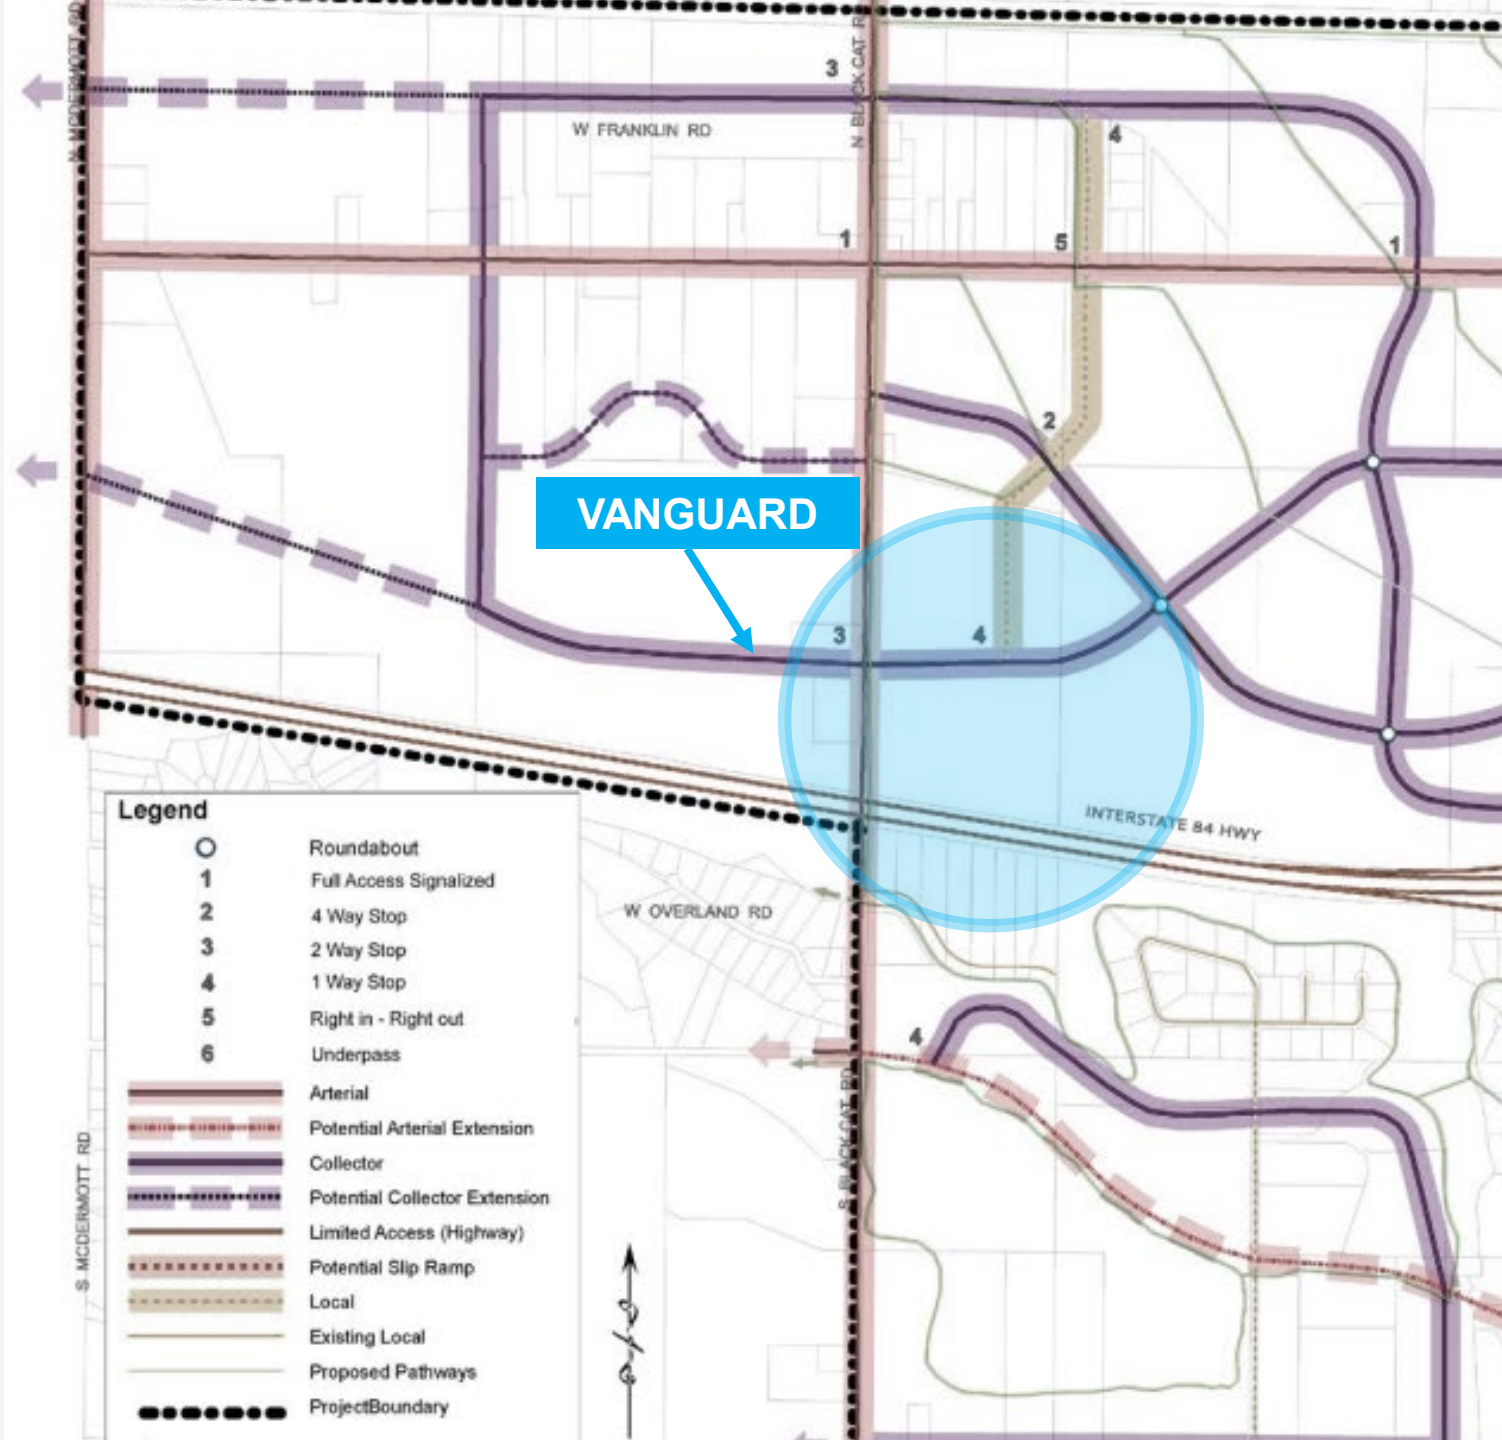 N MCDERMOTT RD
N BLACK CAT R
3
W FRANKLIN RD
4
1
5
1
2
VANGUARD
3
4
INTERSTATE 84 HWY
W OVERLAND RD
4
S BLACK CAT RD
S MCDERMOTT RD
Legend
Roundabout
1 Full Access Signalized
2 4 Way Stop
3 2 Way Stop
4 1 Way Stop
5 Right in - Right out
6 Underpass
Arterial
Potential Arterial Extension
Collector
Potential Collector Extension
Limited Access (Highway)
Potential Slip Ramp
Local
Existing Local
Proposed Pathways
ProjectBoundary